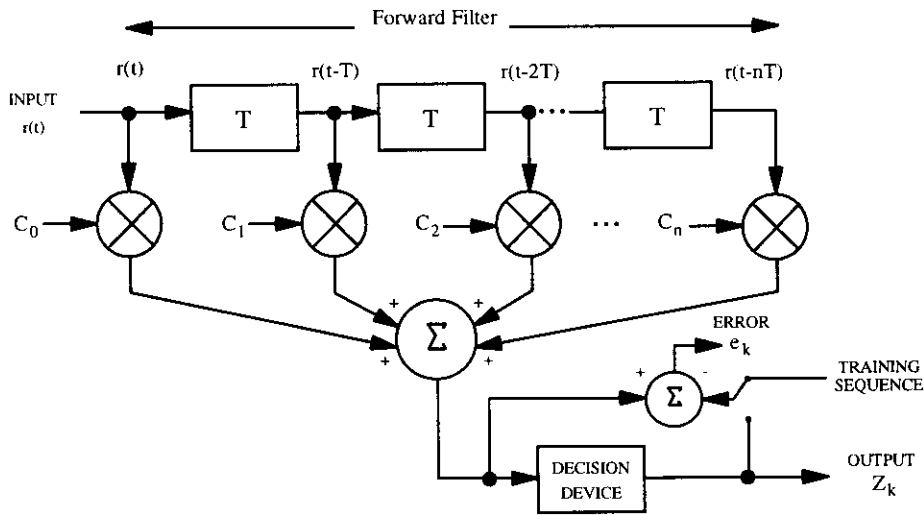 Forward Filter
r(t)
r(t-T)
r(t-2T)
r(t-nT)
INPUT
r(t)
T
T
T
C0
C1
C2
...
Cn
+
+
+
+
Σ
ERROR
ek
+
-
Σ
TRAINING
SEQUENCE
DECISION
DEVICE
OUTPUT
Zk